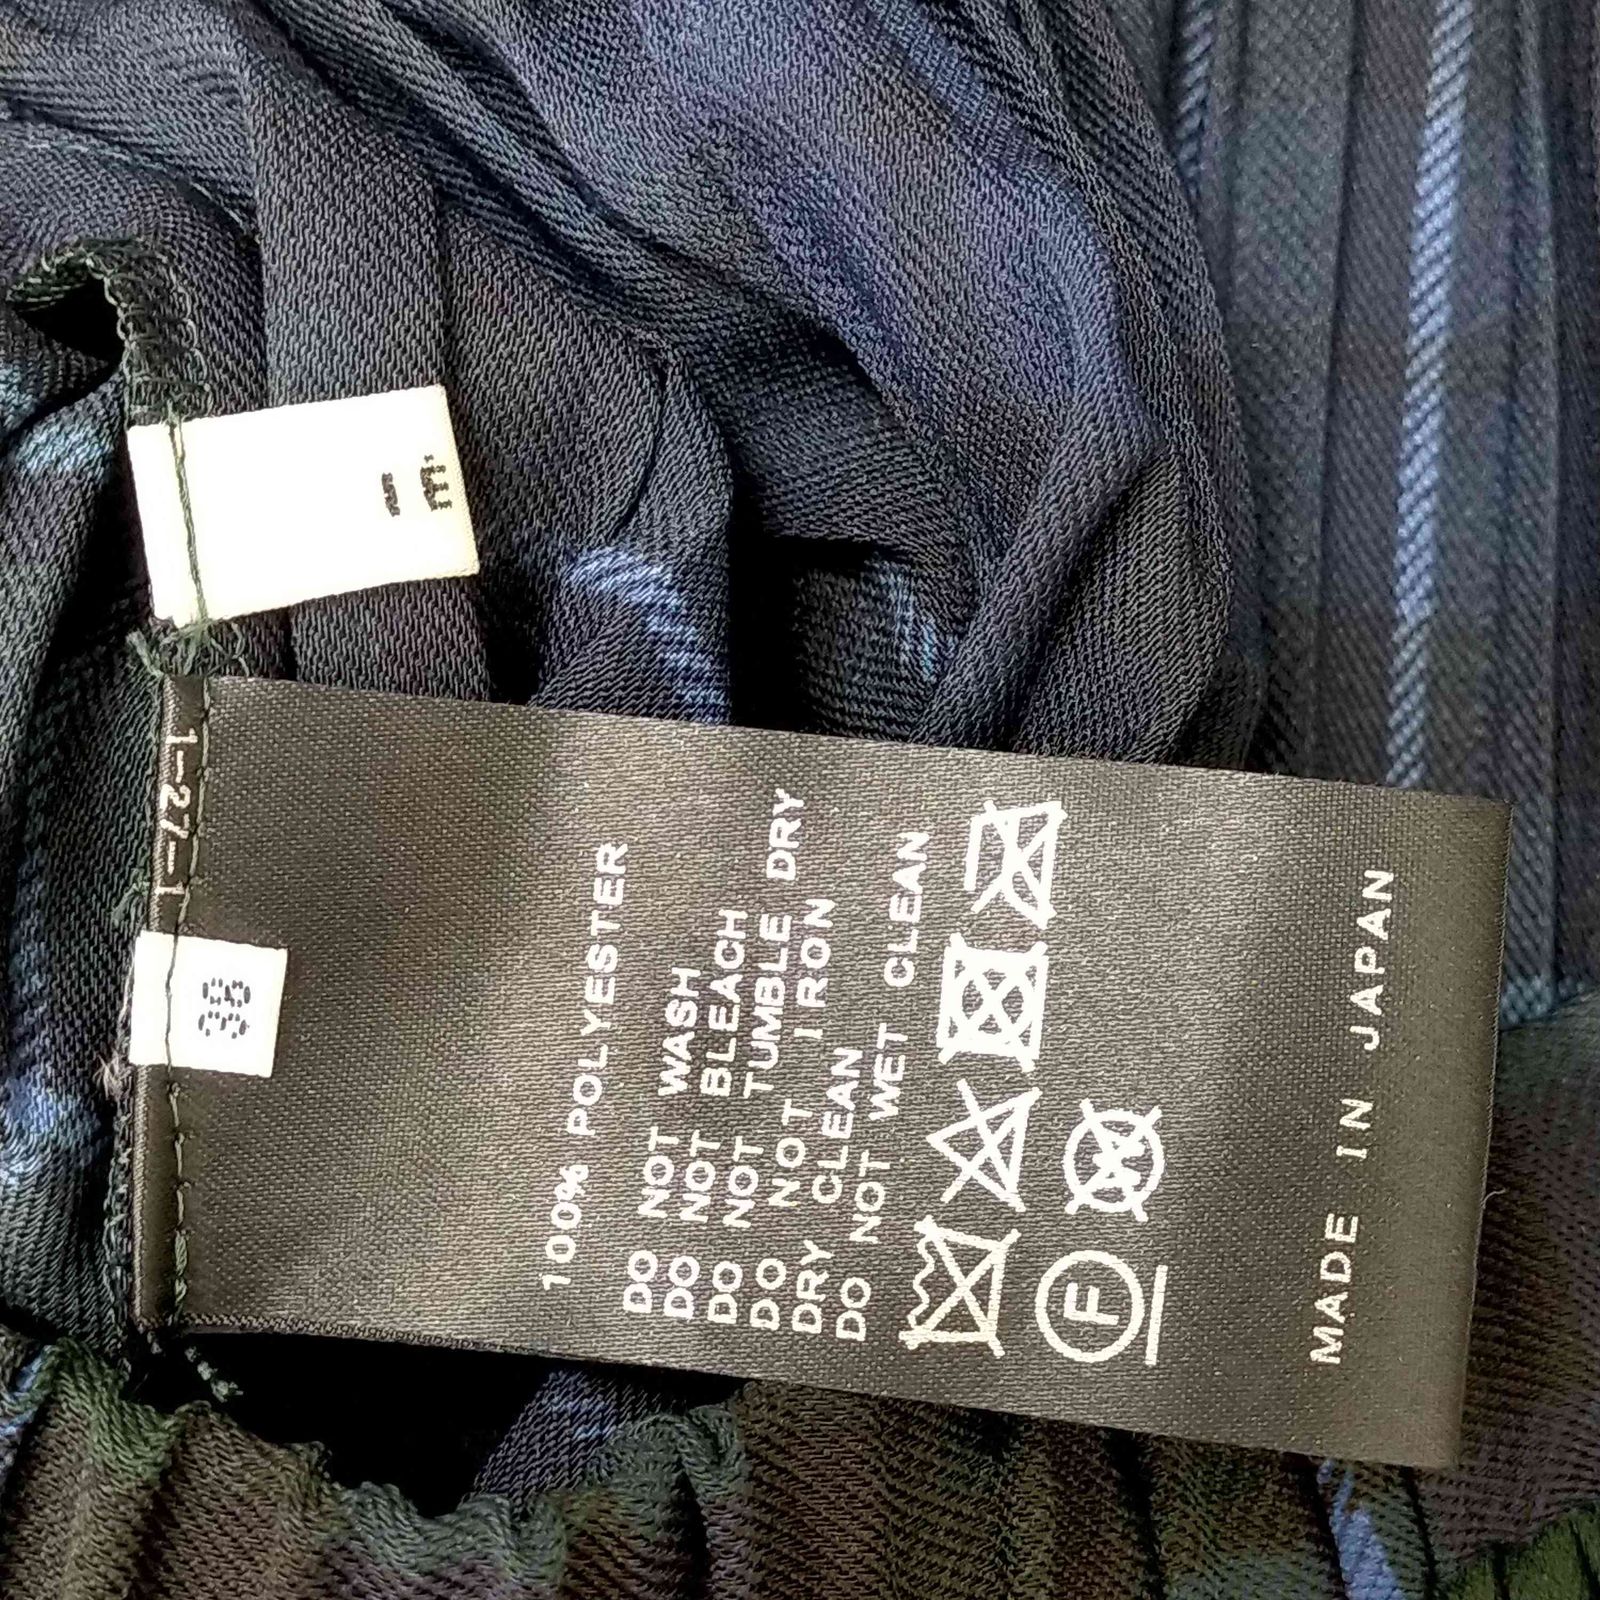 1-27-1
38
100% POLYESTER
DO NOT WASH
DO NOT BLEACH
DO NOT TUMBLE DRY
DO NOT IRON
DRY CLEAN
DO NOT WET CLEAN
F
W
MADE IN JAPAN